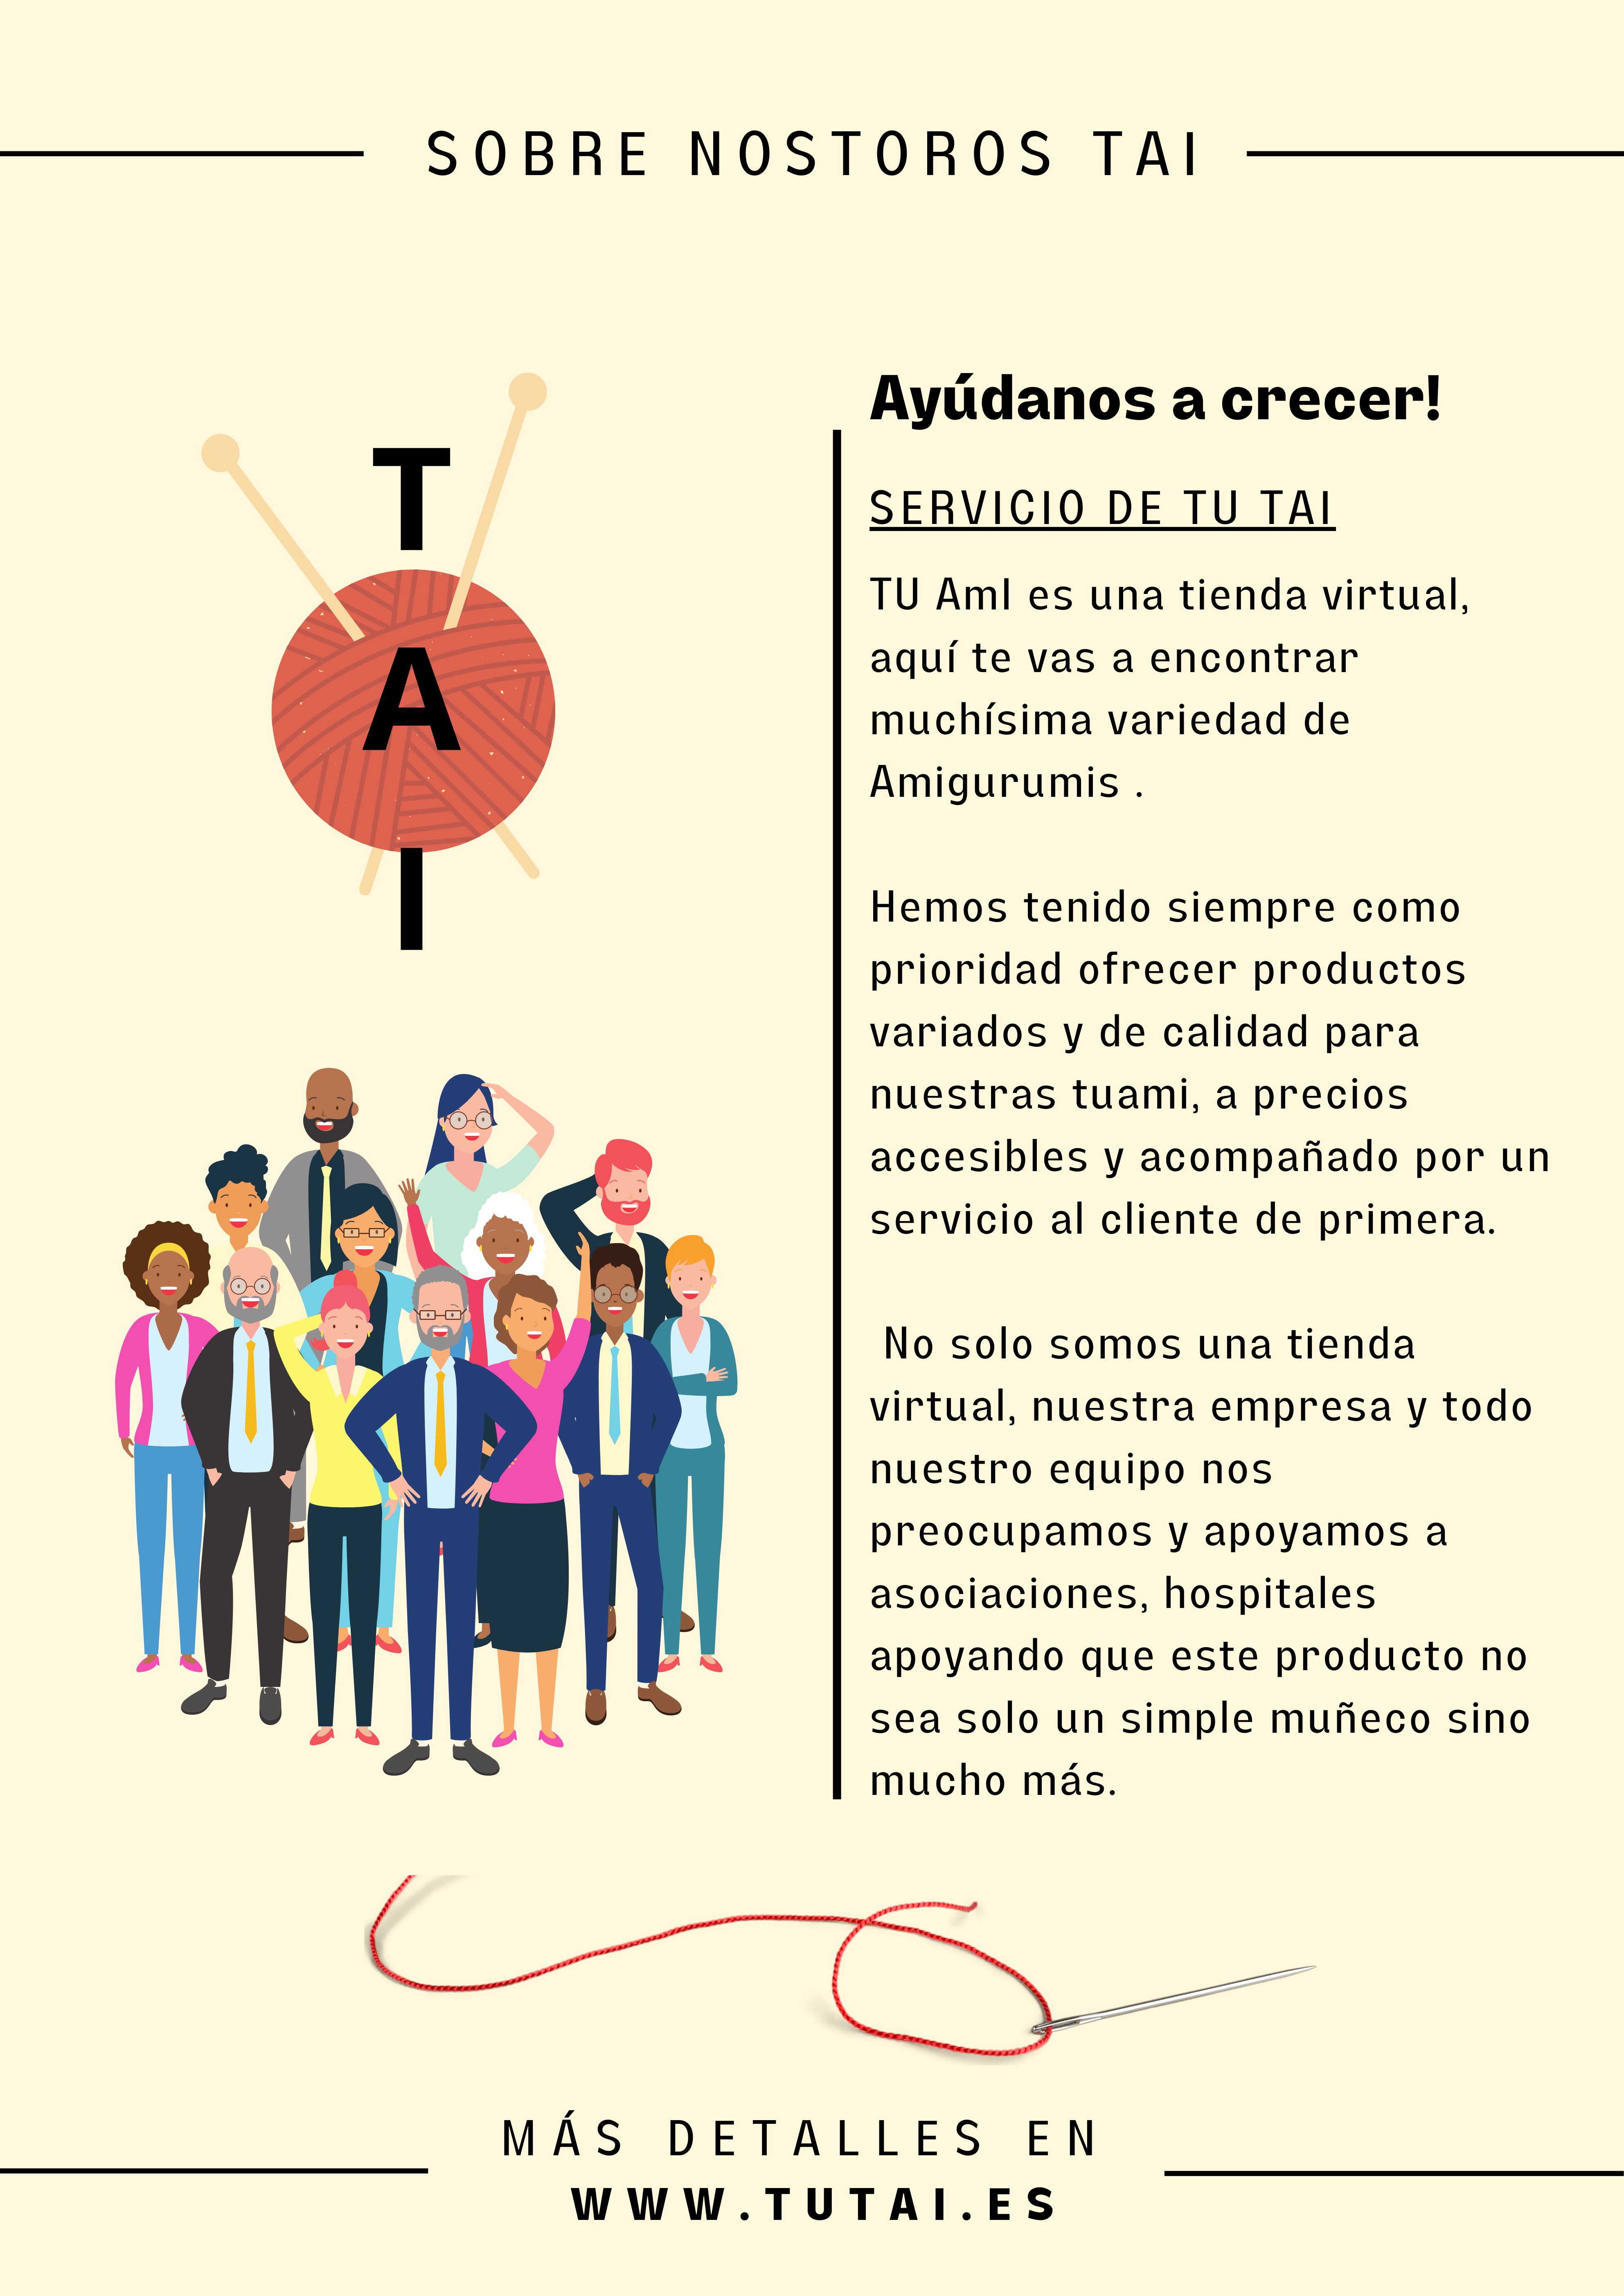 SOBRE NOSTOROS TAI
T
A
I
Ayúdanos a crecer!
SERVICIO DE TU TAI
TU AmI es una tienda virtual,
aquí te vas a encontrar
muchísima variedad de
Amigurumis .
Hemos tenido siempre como
prioridad ofrecer productos
variados y de calidad para
nuestras tuami, a precios
accesibles y acompañado por un
servicio al cliente de primera.
No solo somos una tienda
virtual, nuestra empresa y todo
nuestro equipo nos
preocupamos y apoyamos a
asociaciones, hospitales
apoyando que este producto no
sea solo un simple muñeco sino
mucho más.
MÁS DETALLES EN
WWW.TUTAI.ES